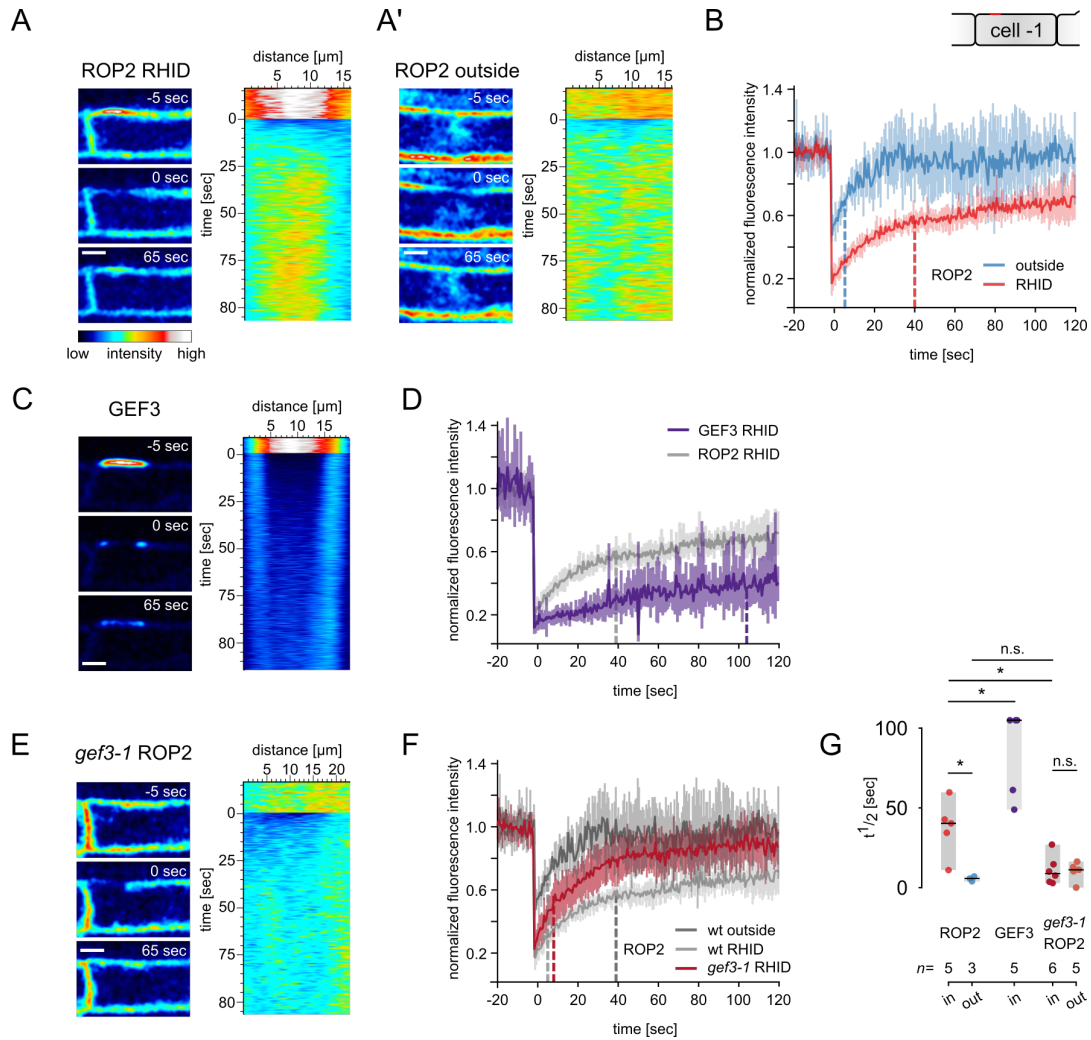 A
A'
B
cell -1
ROP2 RHID
distance [µm]
5 10 15
-5 sec
0 sec
65 sec
low intensity high
0
25
50
75
80
time [sec]
ROP2 outside
distance [µm]
5 10 15
-5 sec
0 sec
65 sec
0
25
50
75
80
time [sec]
normalized fluorescence intensity
1.4
1.0
0.6
0.2
ROP2
outside
RHID
-20 0 20 40 60 80 100 120
time [sec]
C
GEF3
distance [µm]
5 10 15
-5 sec
0 sec
65 sec
0
25
50
75
80
time [sec]
D
normalized fluorescence intensity
1.4
1.0
0.6
0.2
GEF3 RHID
ROP2 RHID
-20 0 20 40 60 80 100 120
time [sec]
E
gef3-1 ROP2
distance [µm]
5 10 15 20
-5 sec
0 sec
65 sec
0
25
50
75
80
time [sec]
F
normalized fluorescence intensity
1.4
1.0
0.6
0.2
ROP2
wt outside
wt RHID
gef3-1 RHID
-20 0 20 40 60 80 100 120
time [sec]
G
n.s.
*
*
*
n.s.
100
50
0
t1/2 [sec]
ROP2 GEF3 gef3-1
ROP2
n= 5 3 5 6 5
in out in in out